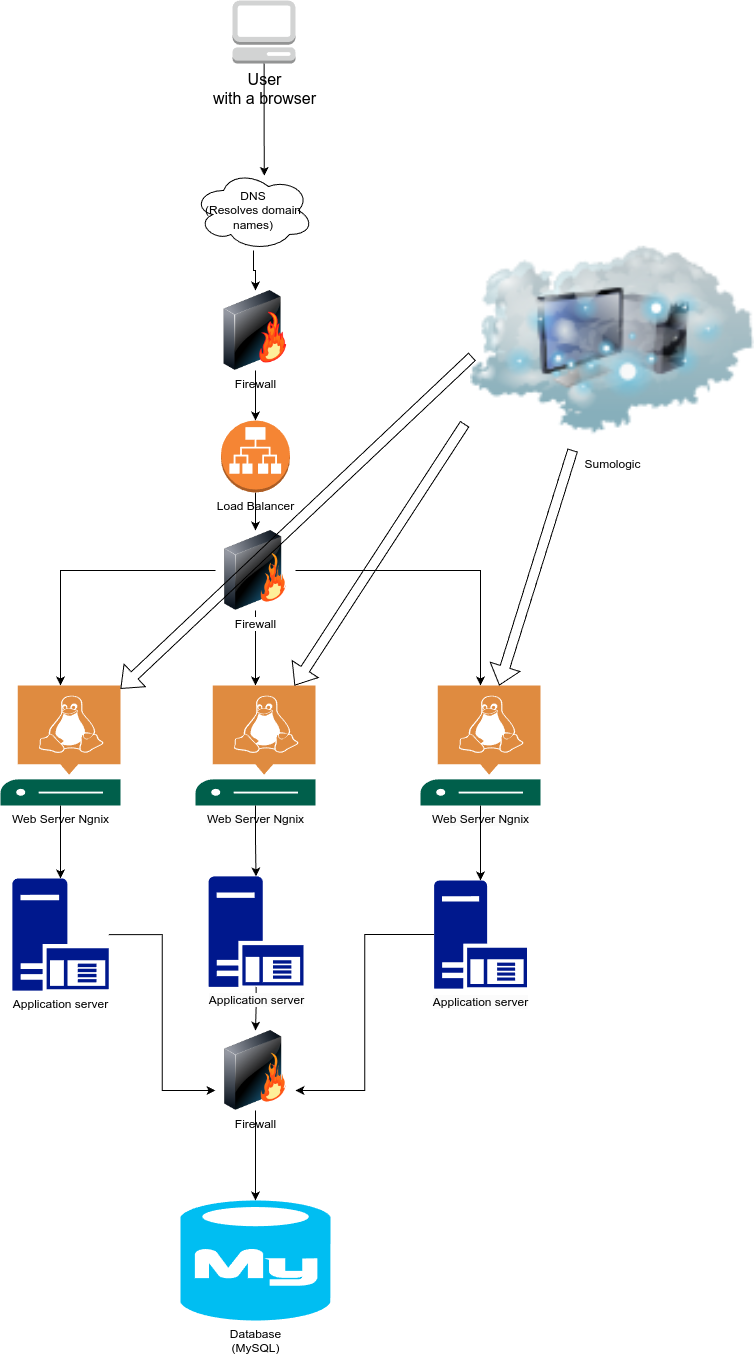 User
with a browser
DNS
(Resolves domain
names)
Firewall
Sumologic
Load Balancer
Firewall
Web Server Ngnix
Web Server Ngnix
Web Server Ngnix
Application server
Application server
Application server
Firewall
My
Database
(MySQL)